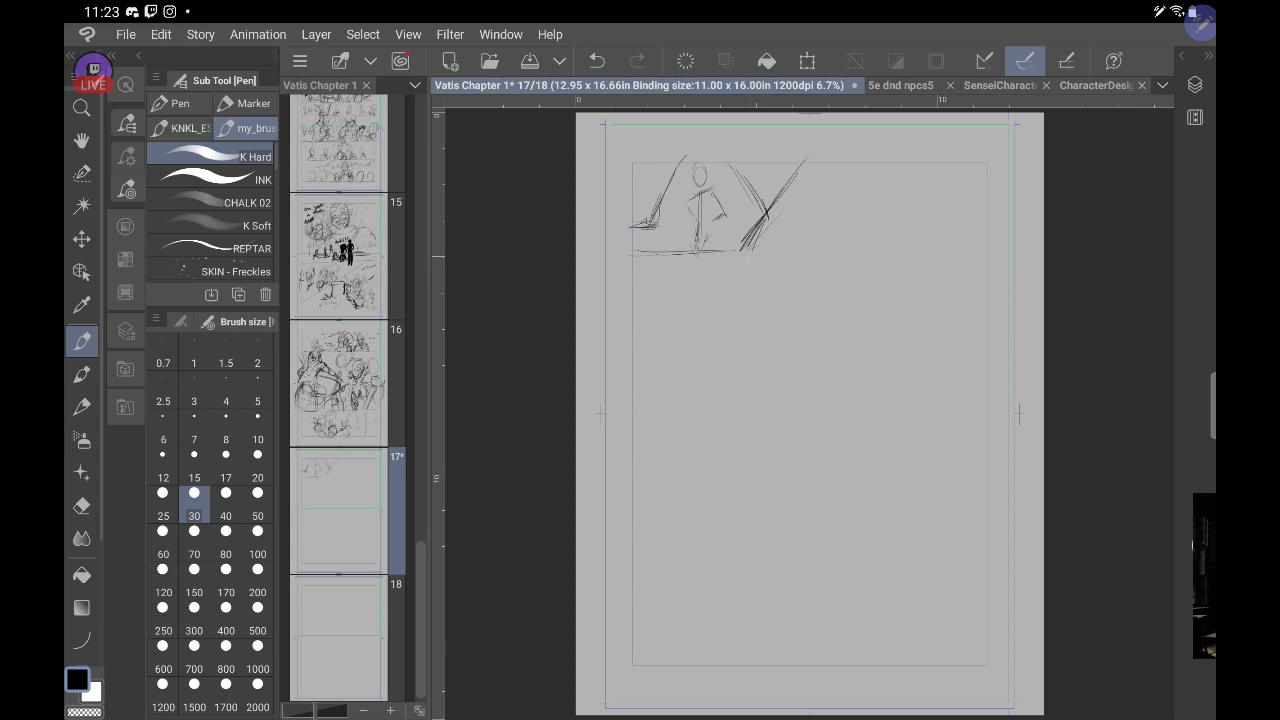 11:23
File Edit Story Animation Layer Select View Filter Window Help
LIVE
Sub Tool [Pen]
Pen Marker
KNKL_ES my_brus
K Hard
INK
CHALK 02
K Soft
REPTAR
SKIN - Freckles
Brush size [
0.7 1 1.5 2
2.5 3 4 5
6 7 8 10
12 15 17 20
25 30 40 50
60 70 80 100
120 150 170 200
250 300 400 500
600 700 800 1000
1200 1500 1700 2000
Vatis Chapter 1
15
16
17*
18
Vatis Chapter 1* 17/18 (12.95 x 16.66in Binding size:11.00 x 16.00in 1200dpi 6.7%)
5e dnd npcs5
SenseiCharact
CharacterDesig
0 10
0
10